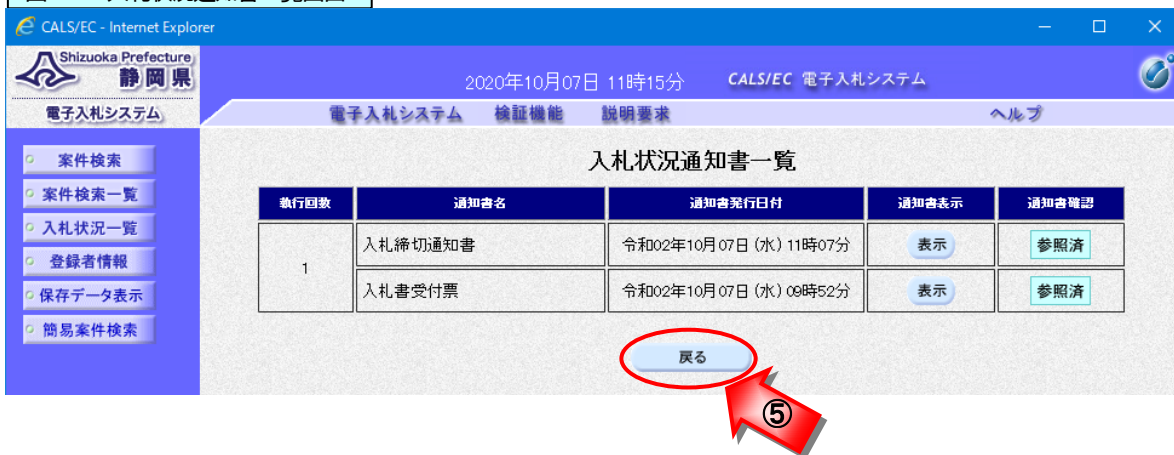 CALS/EC - Internet Explorer
Shizuoka Prefecture
静岡県
2020年10月07日 11時15分 CALS/EC 電子入札システム
電子入札システム
電子入札システム 検証機能 説明要求 ヘルプ
案件検索
案件検索一覧
入札状況一覧
登録者情報
保存データ表示
簡易案件検索
入札状況通知書一覧
執行回数 通知書名 通知書発行日付 通知書表示 通知書確認
1
入札締切通知書 令和02年10月07日(水)11時07分 表示 参照済
入札書受付票 令和02年10月07日(水)09時52分 表示 参照済
戻る
⑤